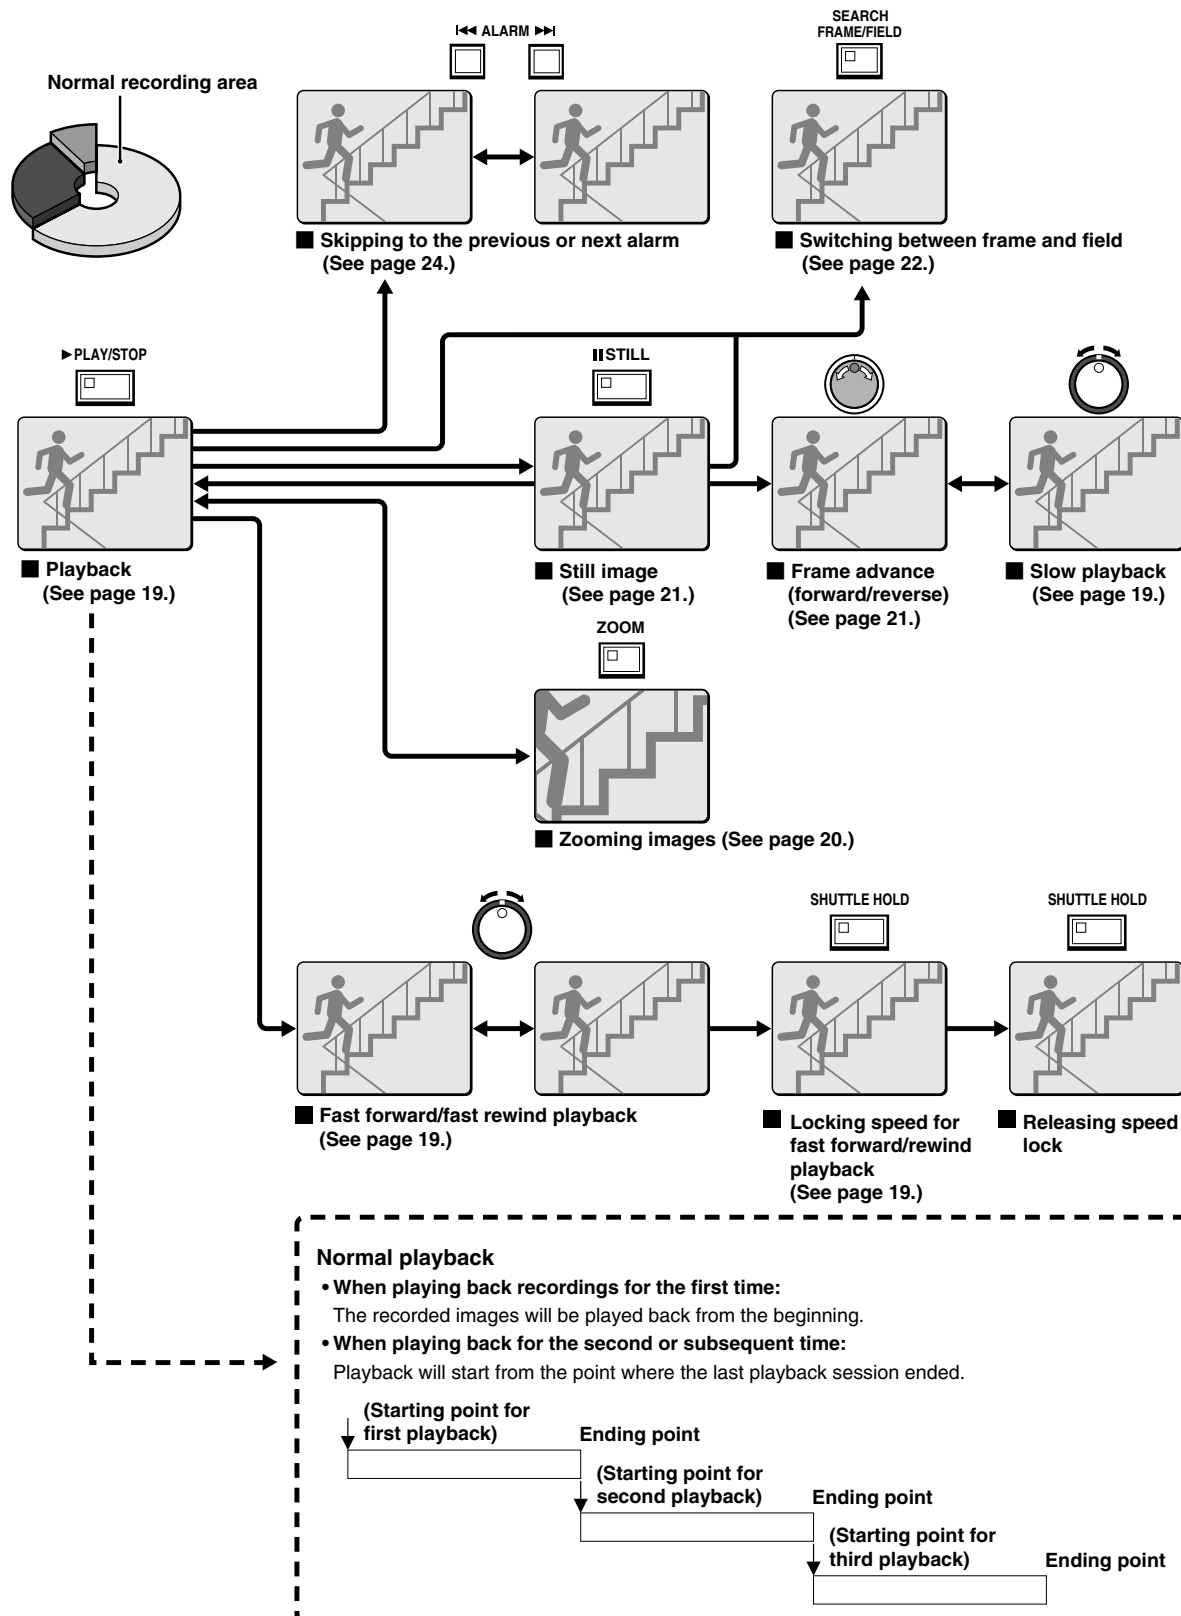 SEARCH
FRAME/FIELD
ALARM
Normal recording area
■ Skipping to the previous or next alarm
(See page 24.)
■ Switching between frame and field
(See page 22.)
►PLAY/STOP
STILL
■ Playback
(See page 19.)
■ Still image
(See page 21.)
■ Frame advance
(forward/reverse)
(See page 21.)
■ Slow playback
(See page 19.)
ZOOM
■ Zooming images (See page 20.)
SHUTTLE HOLD
SHUTTLE HOLD
■ Fast forward/fast rewind playback
(See page 19.)
■ Locking speed for
fast forward/rewind
playback
(See page 19.)
■ Releasing speed
lock
Normal playback
• When playing back recordings for the first time:
The recorded images will be played back from the beginning.
• When playing back for the second or subsequent time:
Playback will start from the point where the last playback session ended.
(Starting point for
first playback)
Ending point
(Starting point for
second playback)
Ending point
(Starting point for
third playback)
Ending point